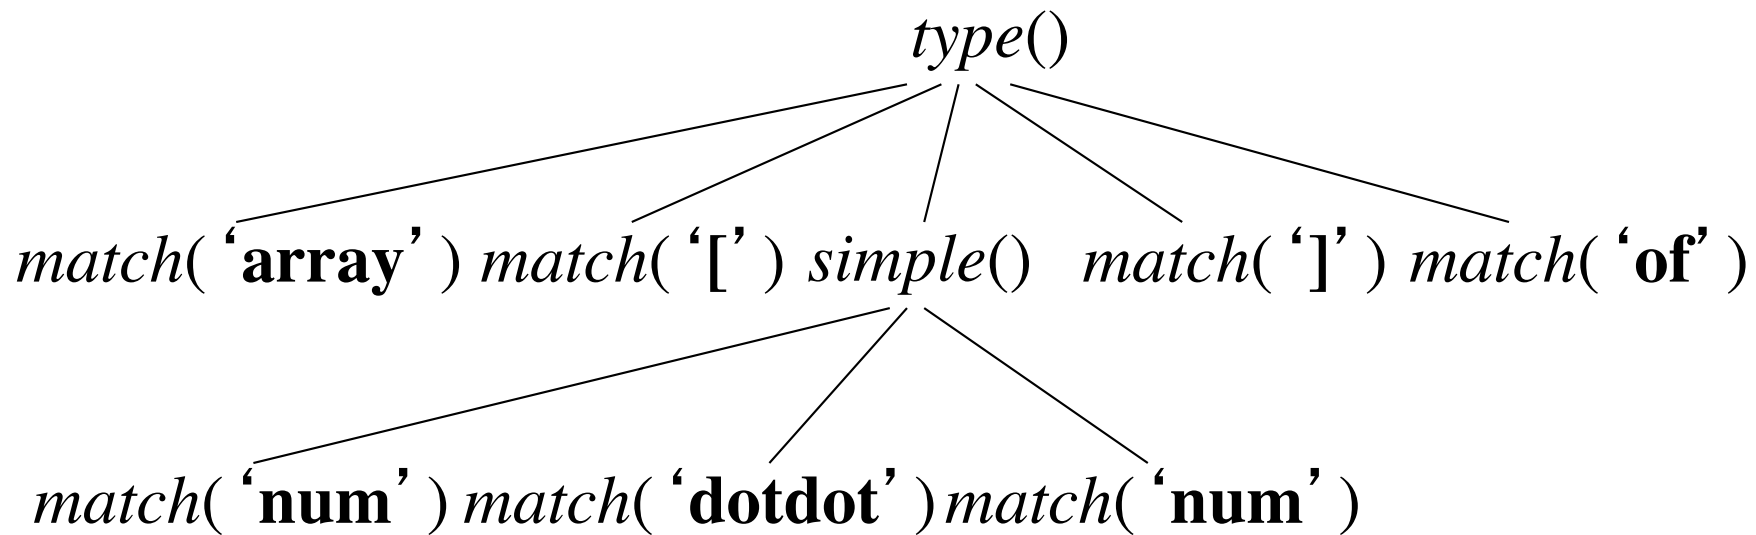 type()
match(‘array’) match(‘[’) simple() match(‘]’) match(‘of’)
match(‘num’) match(‘dotdot’) match(‘num’)